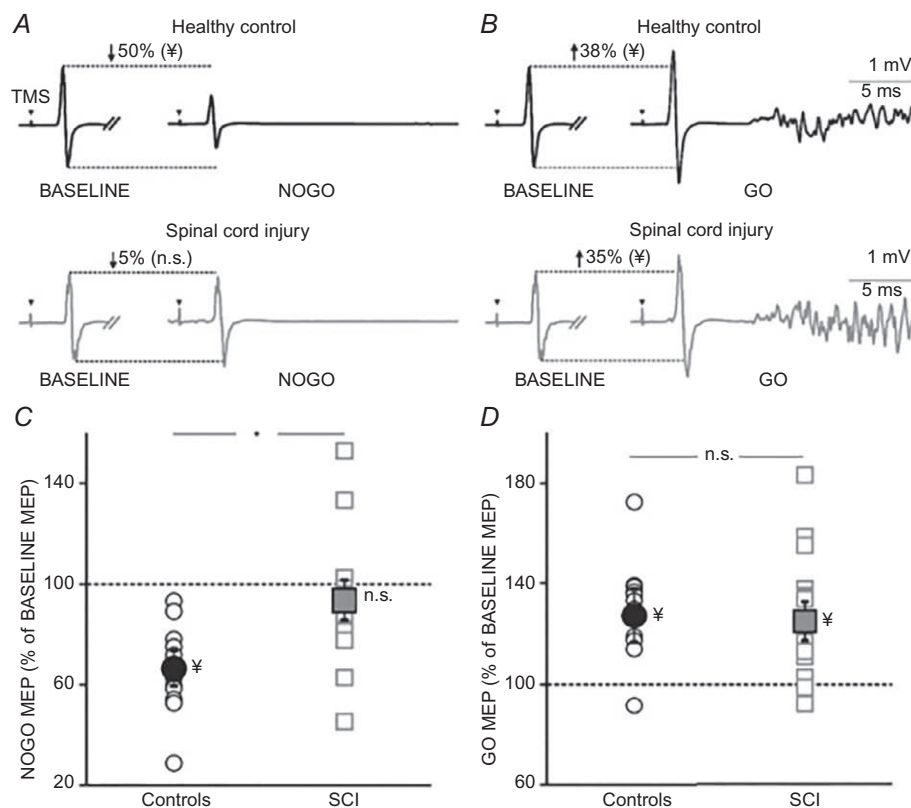 A
Healthy control
↓50% (¥)
TMS
BASELINE
NOGO
Spinal cord injury
↓5% (n.s.)
BASELINE
NOGO
B
Healthy control
↑38% (¥)
1 mV
5 ms
BASELINE
GO
Spinal cord injury
↑35% (¥)
1 mV
5 ms
BASELINE
GO
C
NOGO MEP (% of BASELINE MEP)
140
100
60
20
¥
n.s.
Controls
SCI
D
GO MEP (% of BASELINE MEP)
180
140
100
60
n.s.
¥
¥
Controls
SCI